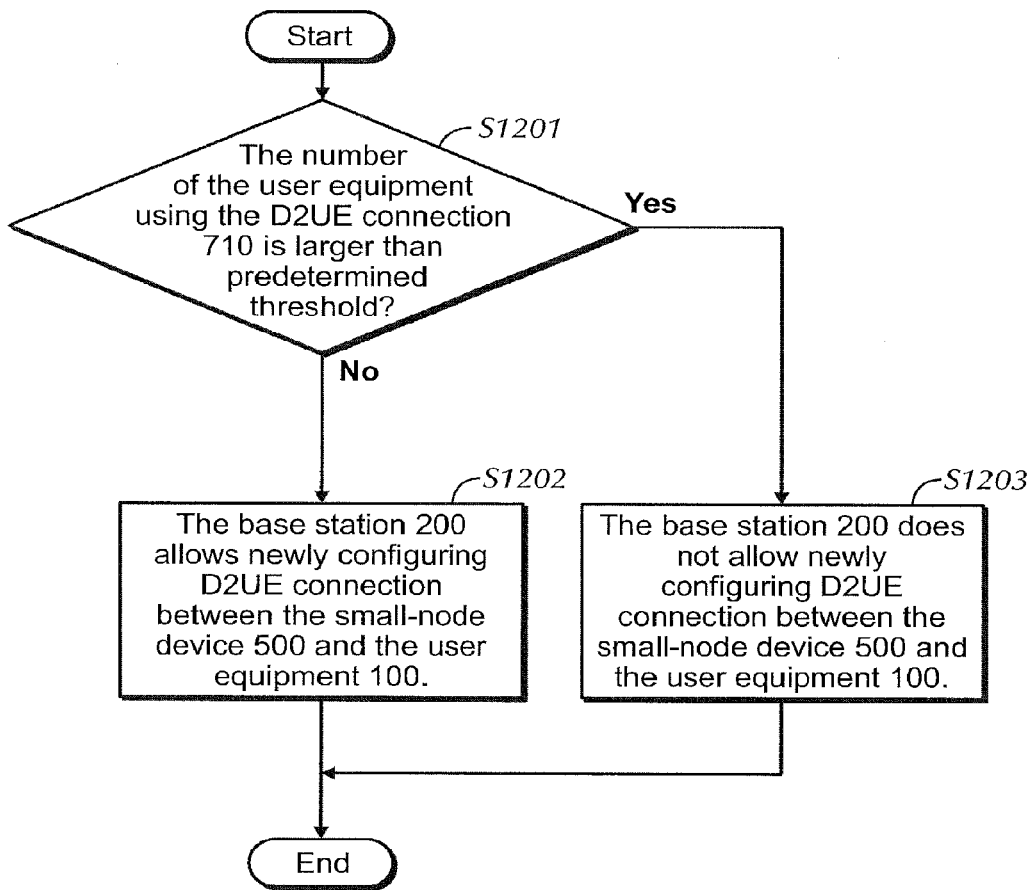 Start
S1201
The number
of the user equipment
using the D2UE connection
710 is larger than
predetermined
threshold?
Yes
No
S1202
The base station 200
allows newly configuring
D2UE connection
between the small-node
device 500 and the user
equipment 100.
S1203
The base station 200 does
not allow newly
configuring D2UE
connection between the
small-node device 500 and
the user equipment 100.
End